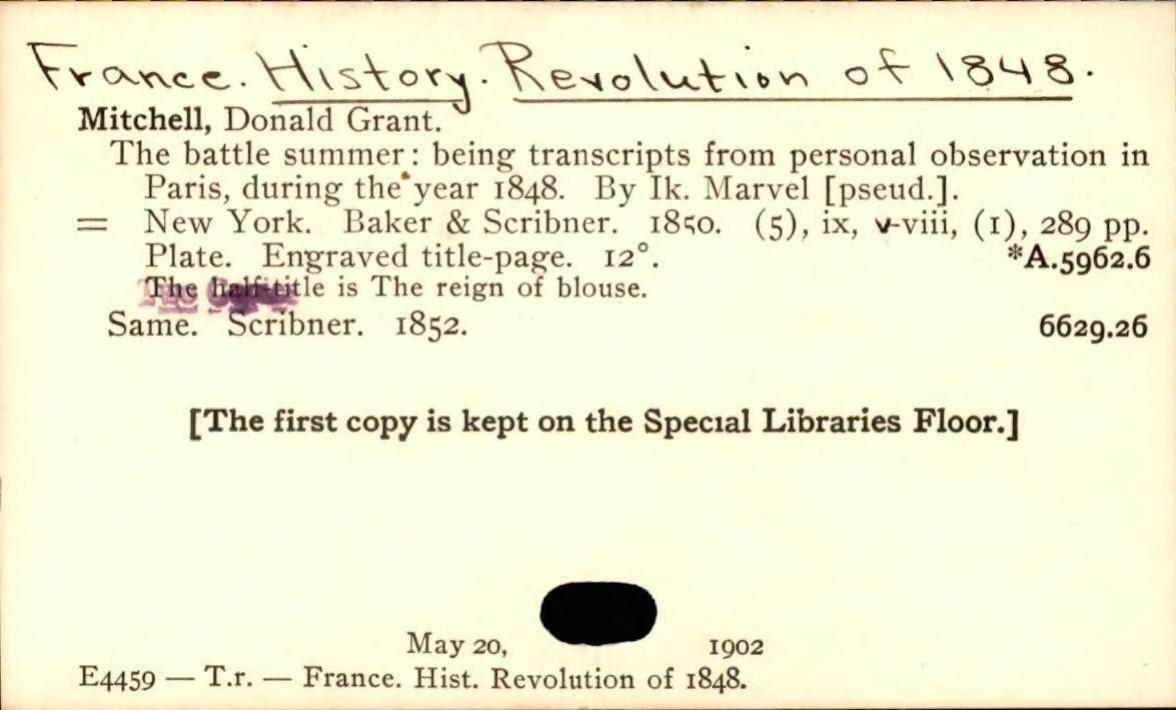 France. History. Revolution of 1848.
Mitchell, Donald Grant.
The battle summer: being transcripts from personal observation in
Paris, during the year 1848. By Ik. Marvel [pseud.].
= New York. Baker & Scribner. 1850. (5), ix, v-viii, (1), 289 pp.
Plate. Engraved title-page. 12°. *A.5962.6
The half-title is The reign of blouse.
Same. Scribner. 1852. 6629.26
[The first copy is kept on the Special Libraries Floor.]
May 20, 1902
E4459 — T.r. — France. Hist. Revolution of 1848.